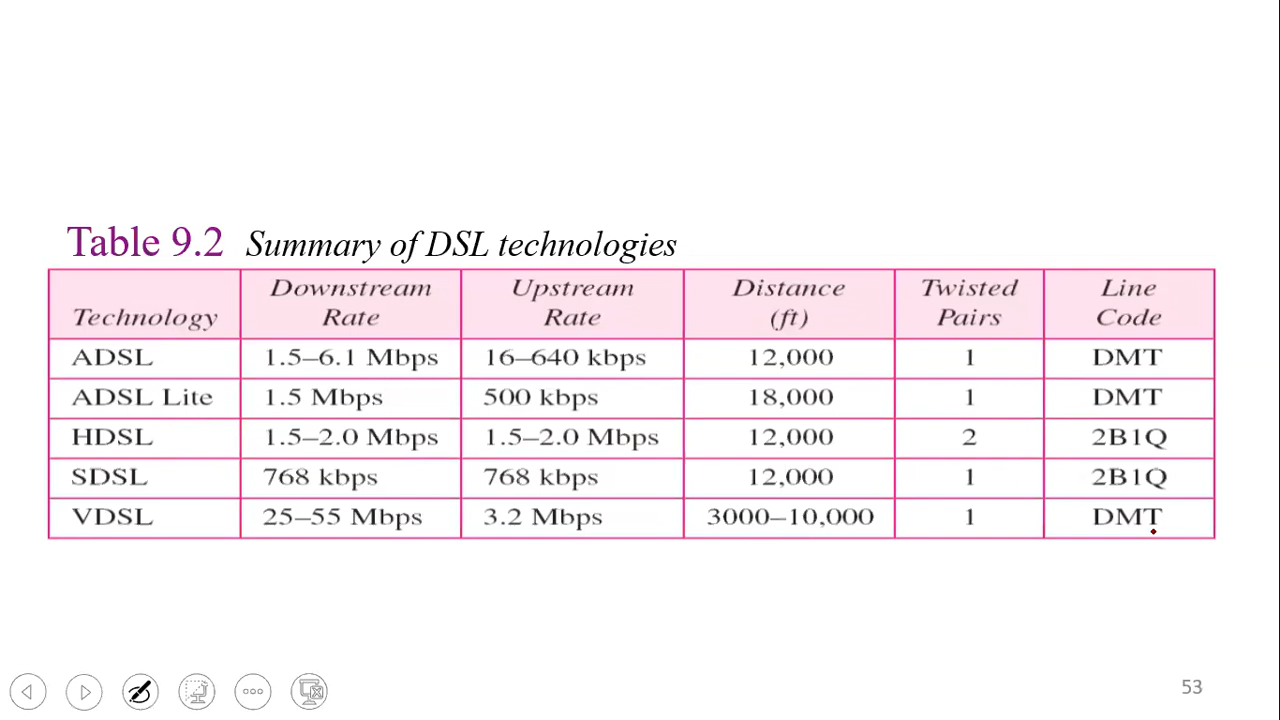 Table 9.2 Summary of DSL technologies
Technology Downstream Rate Upstream Rate Distance (ft) Twisted Pairs Line Code
ADSL 1.5–6.1 Mbps 16–640 kbps 12,000 1 DMT
ADSL Lite 1.5 Mbps 500 kbps 18,000 1 DMT
HDSL 1.5–2.0 Mbps 1.5–2.0 Mbps 12,000 2 2B1Q
SDSL 768 kbps 768 kbps 12,000 1 2B1Q
VDSL 25–55 Mbps 3.2 Mbps 3000–10,000 1 DMT
53